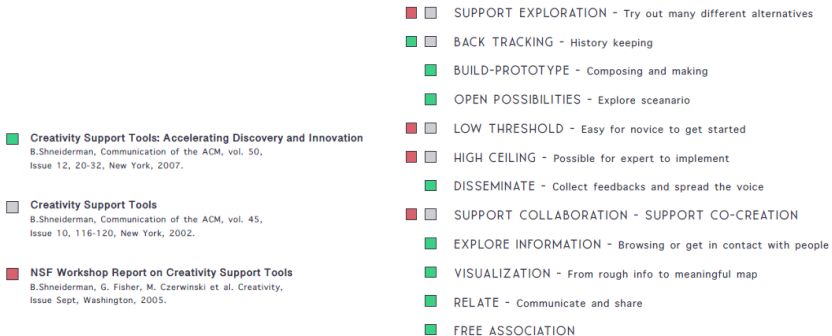 Creativity Support Tools: Accelerating Discovery and Innovation
B.Shneiderman, Communication of the ACM, vol. 50,
Issue 12, 20-32, New York, 2007.
Creativity Support Tools
B.Shneiderman, Communication of the ACM, vol. 45,
Issue 10, 116-120, New York, 2002.
NSF Workshop Report on Creativity Support Tools
B.Shneiderman, G. Fisher, M. Czerwinski et al. Creativity,
Issue Sept, Washington, 2005.
SUPPORT EXPLORATION - Try out many different alternatives
BACK TRACKING - History keeping
BUILD-PROTOTYPE - Composing and making
OPEN POSSIBILITIES - Explore sceanario
LOW THRESHOLD - Easy for novice to get started
HIGH CEILING - Possible for expert to implement
DISSEMINATE - Collect feedbacks and spread the voice
SUPPORT COLLABORATION - SUPPORT CO-CREATION
EXPLORE INFORMATION - Browsing or get in contact with people
VISUALIZATION - From rough info to meaningful map
RELATE - Communicate and share
FREE ASSOCIATION